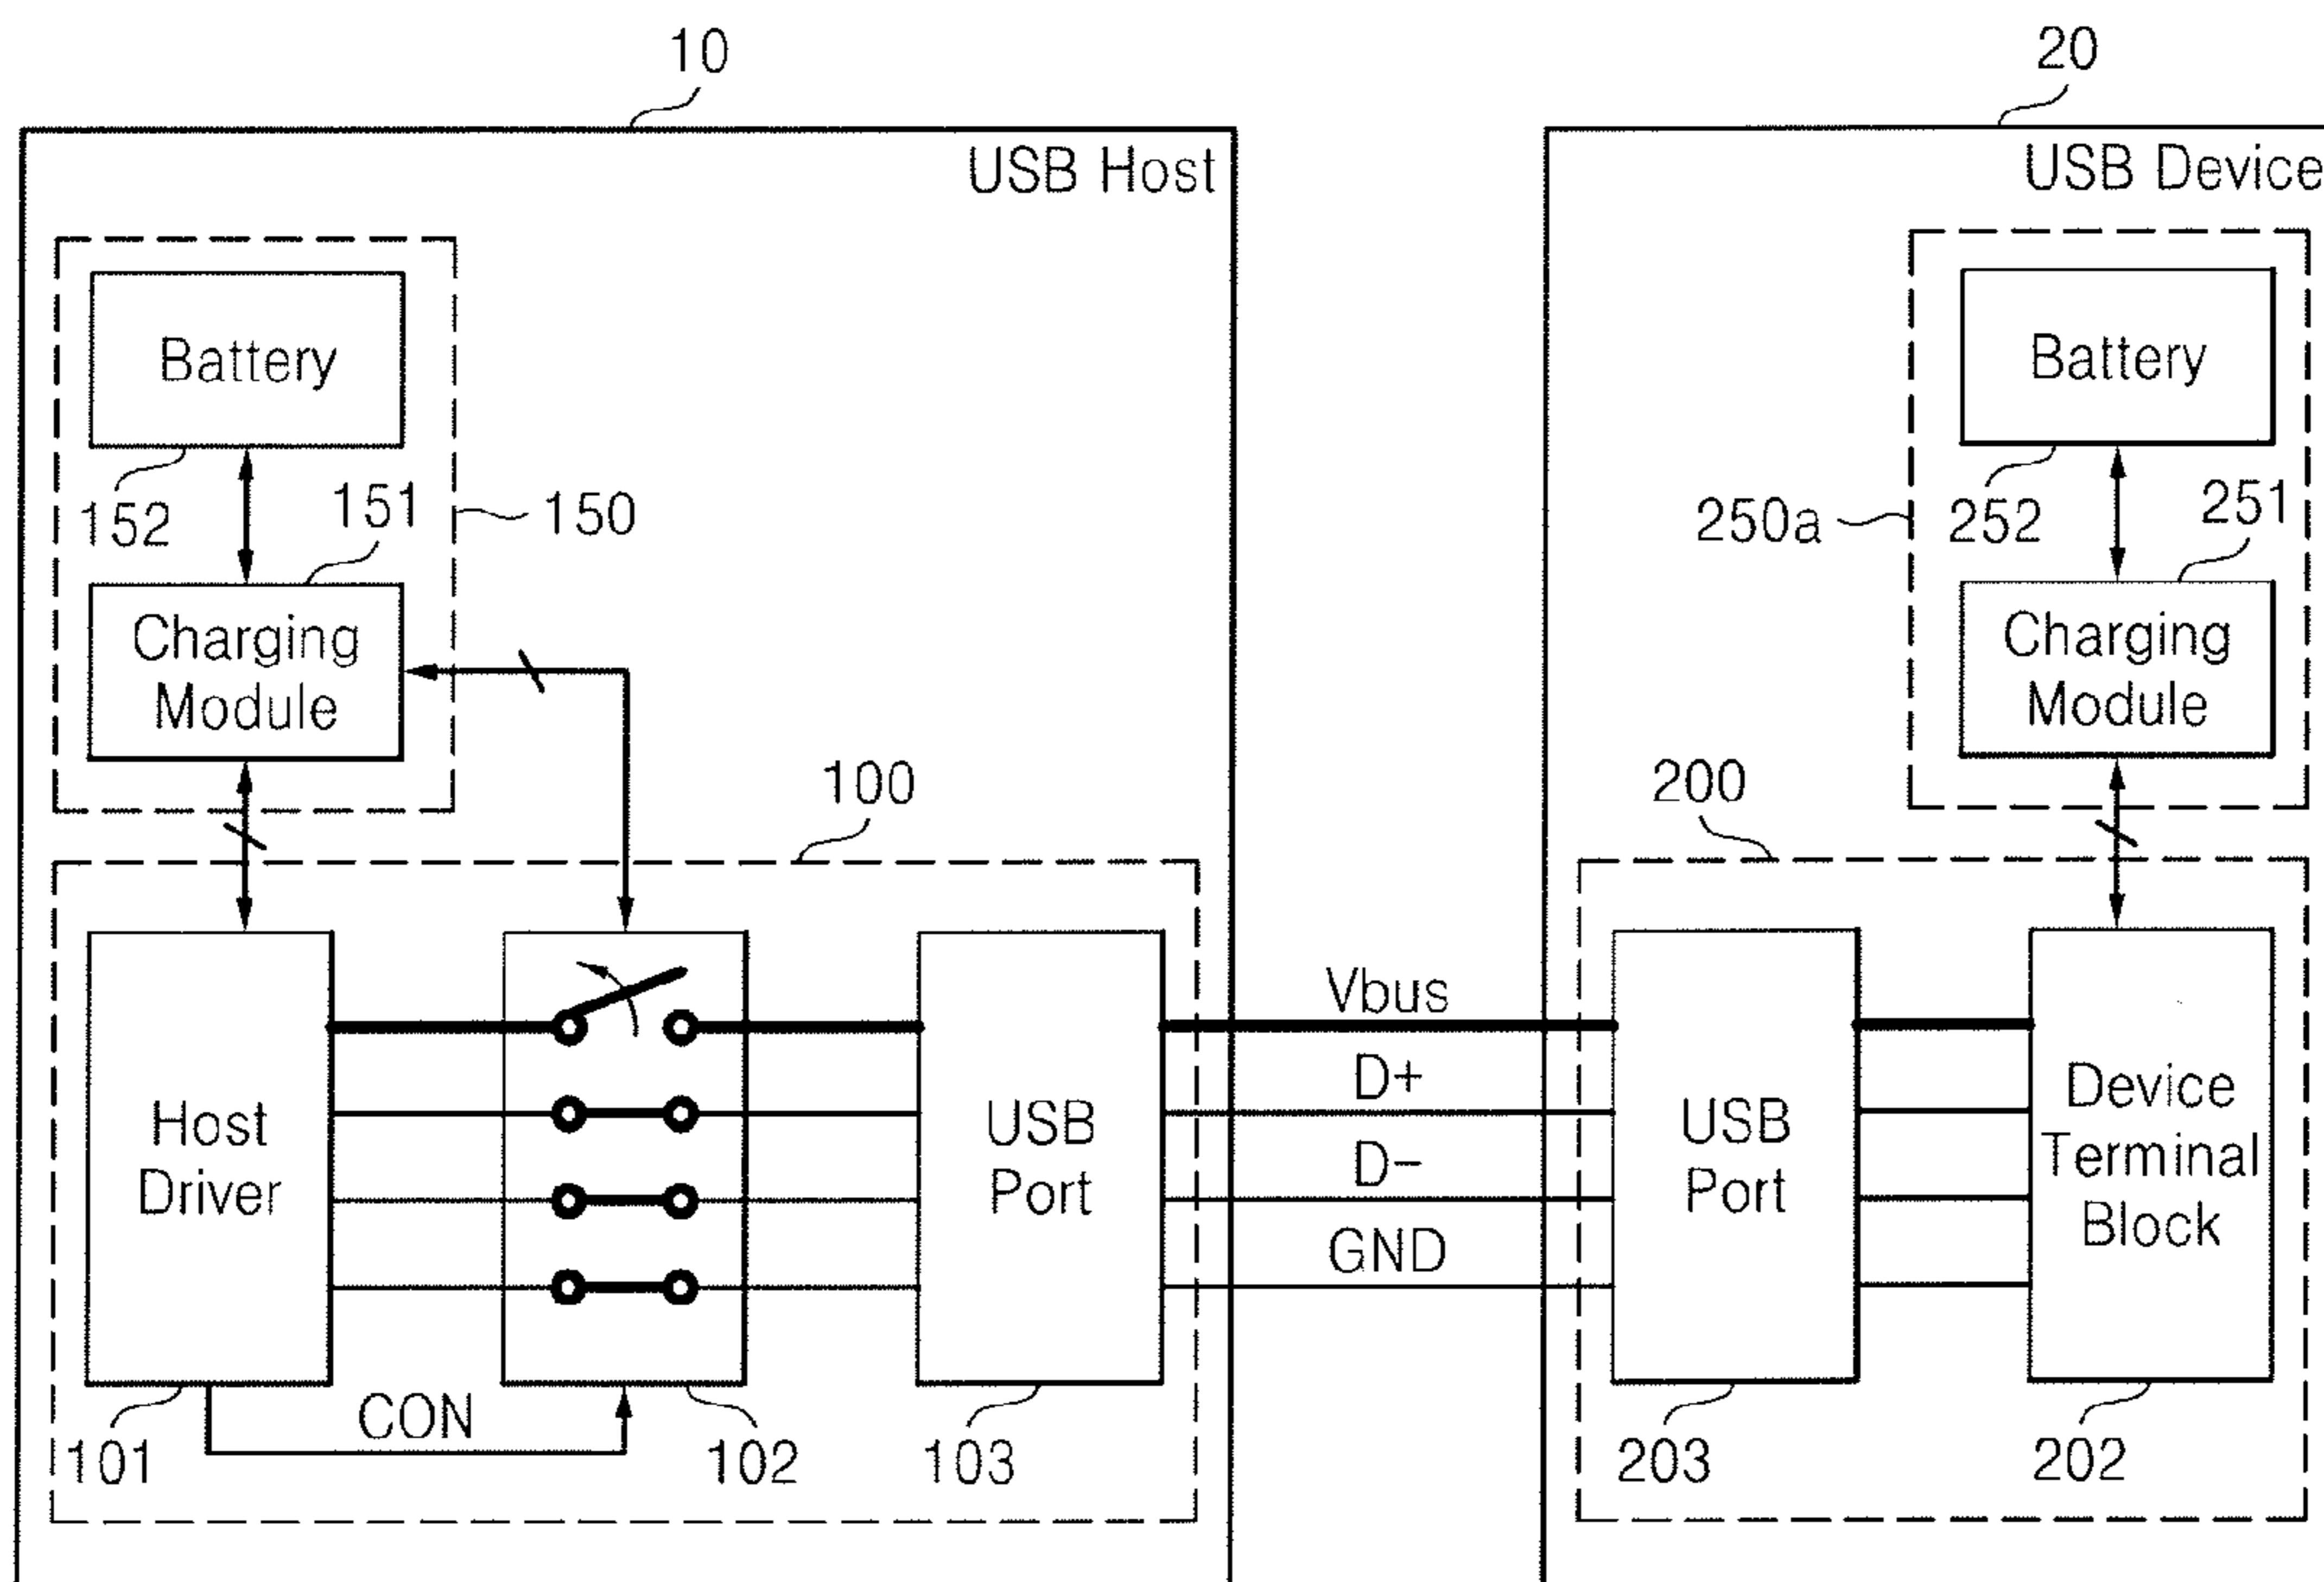 10
20
USB Host
USB Device
Battery
Battery
152
151
150
250a
252
251
Charging
Module
Charging
Module
100
200
Host
Driver
USB
Port
Vbus
D+
D-
GND
USB
Port
Device
Terminal
Block
CON
101
102
103
203
202